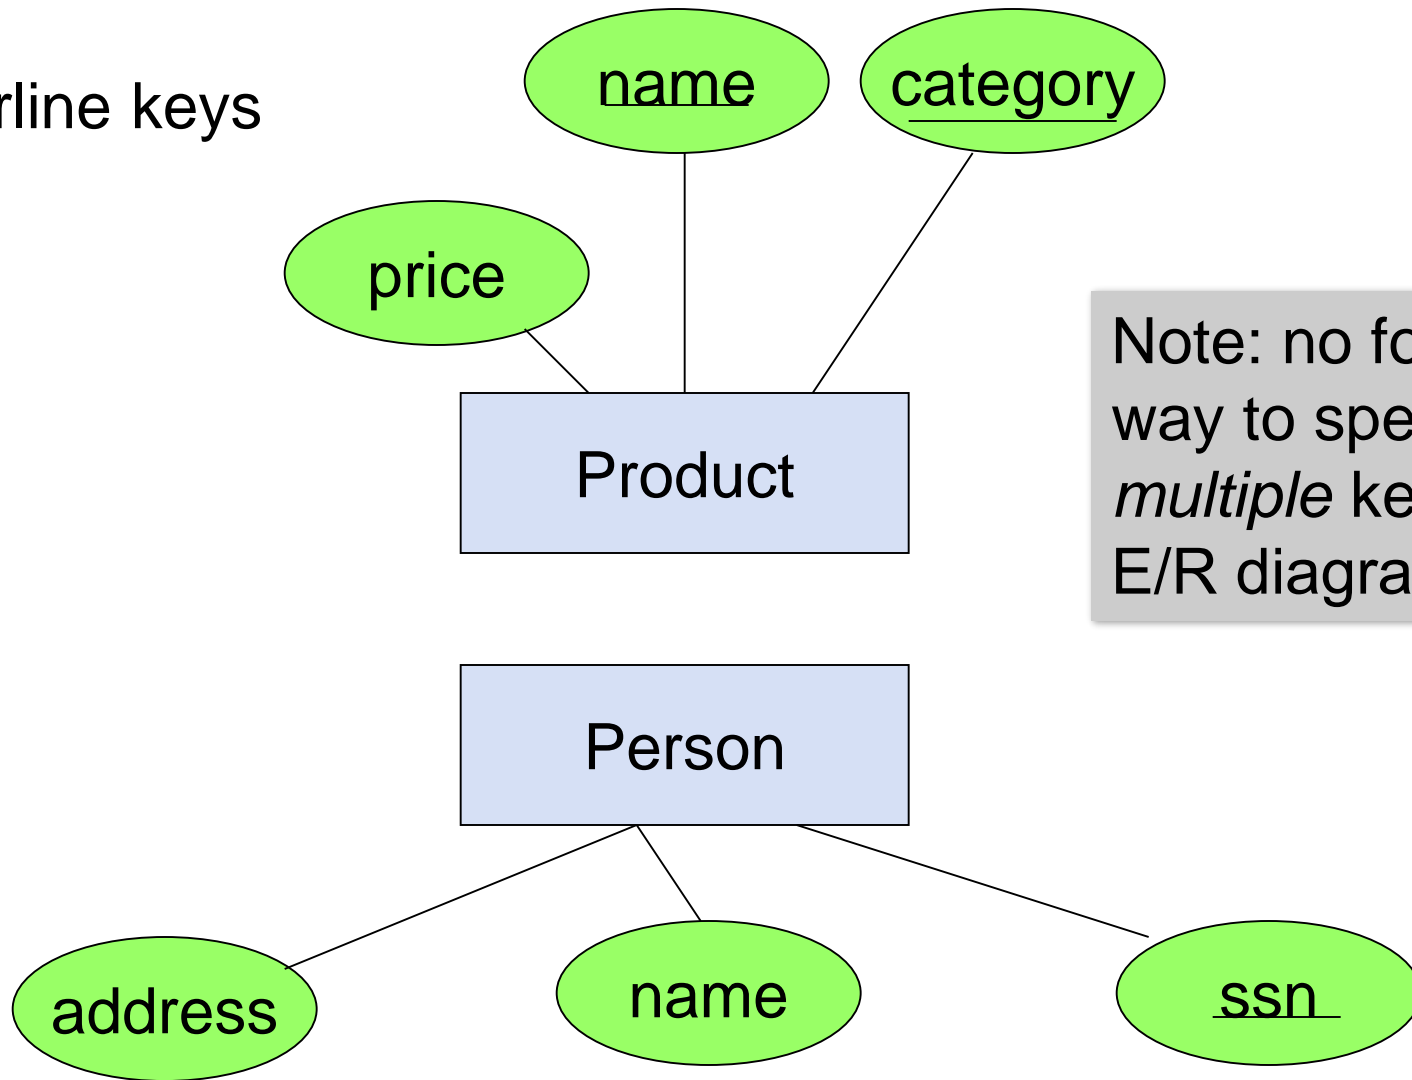 rline keys
name
category
price
Note: no fo
way to spe
multiple ke
E/R diagra
Product
Person
address
name
ssn